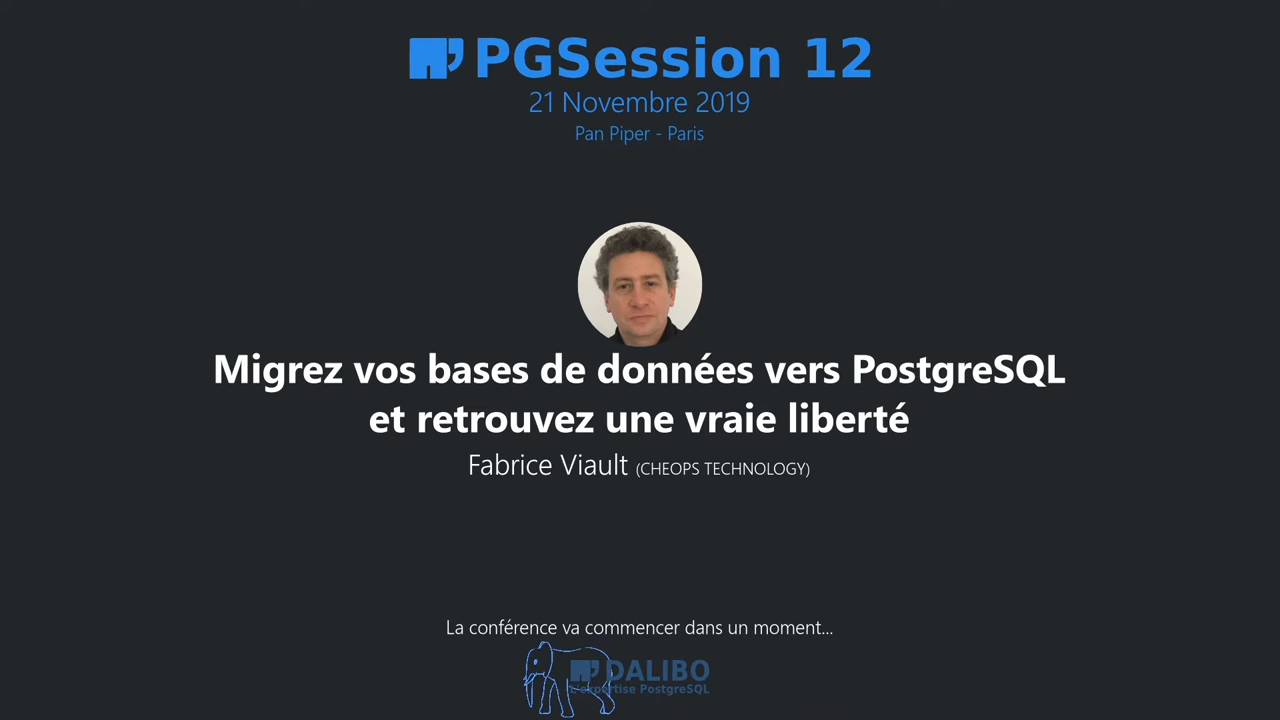 PGSession 12
21 Novembre 2019
Pan Piper - Paris
Migrez vos bases de données vers PostgreSQL
et retrouvez une vraie liberté
Fabrice Viault (CHEOPS TECHNOLOGY)
La conférence va commencer dans un moment...
DALIBO
L'expertise PostgreSQL